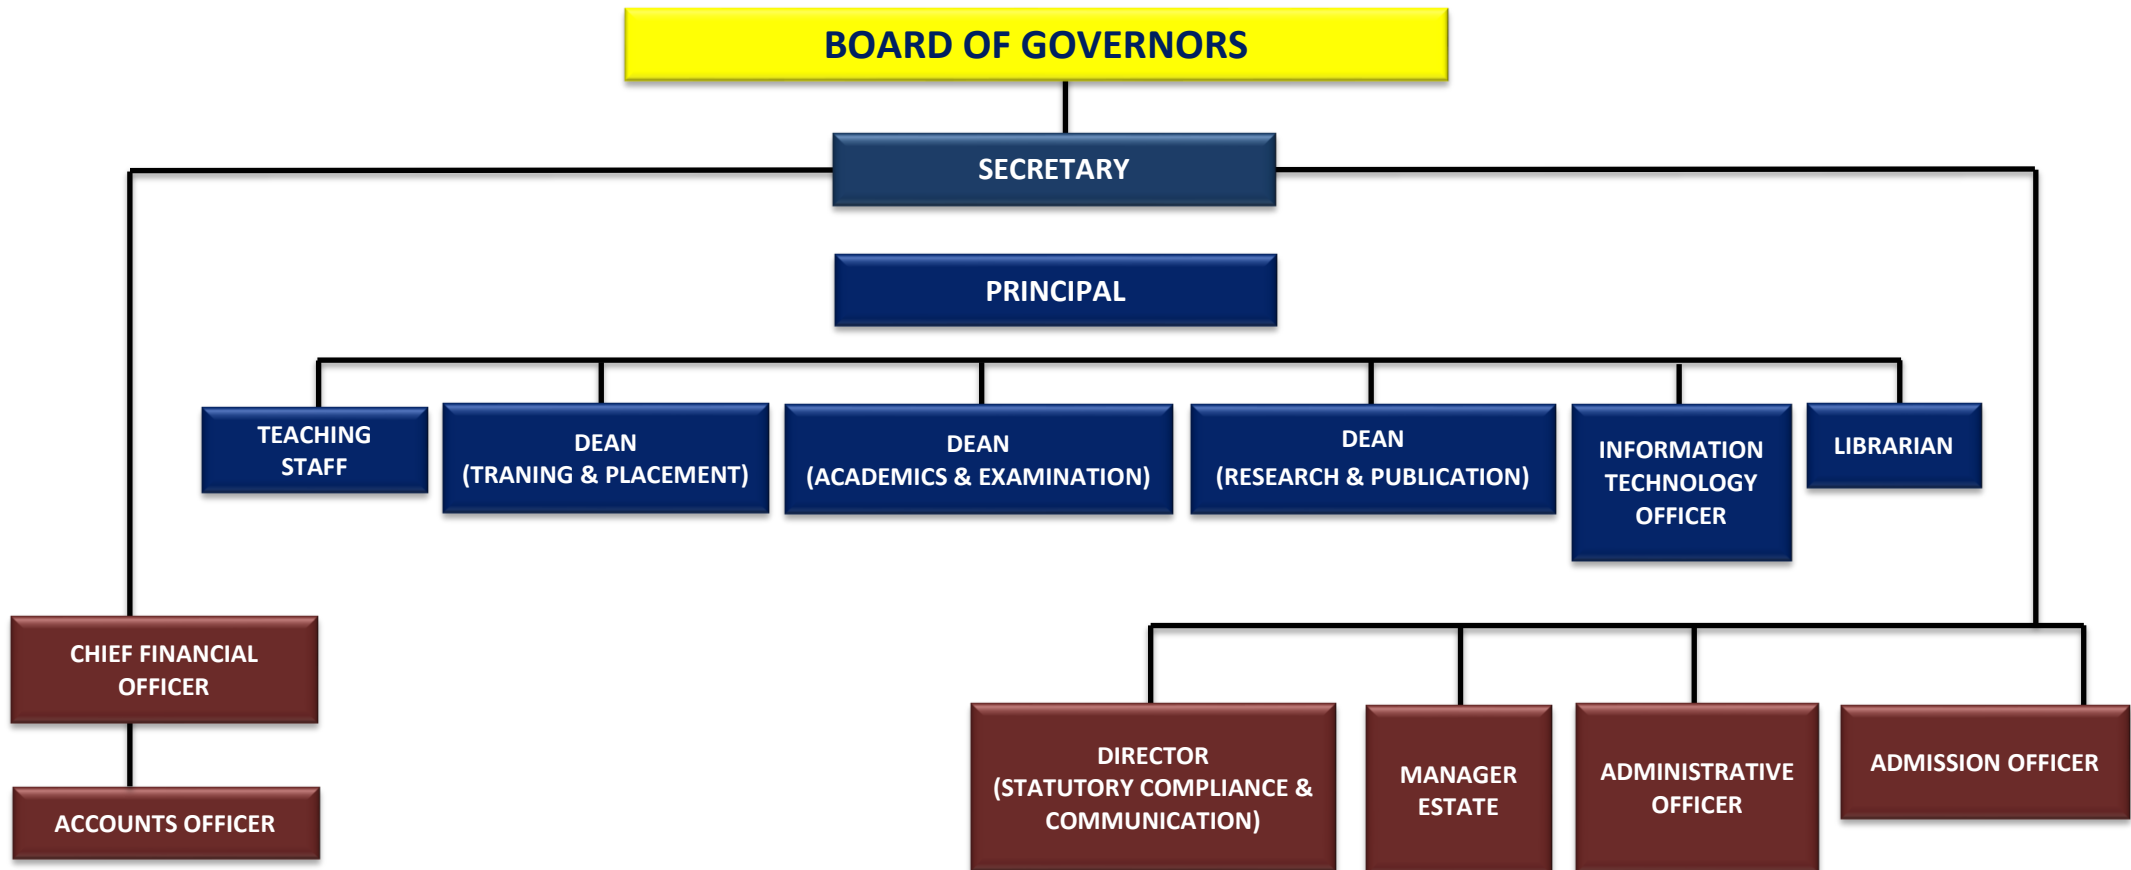 BOARD OF GOVERNORS
SECRETARY
PRINCIPAL
TEACHING
STAFF
DEAN
(TRANING & PLACEMENT)
DEAN
(ACADEMICS & EXAMINATION)
DEAN
(RESEARCH & PUBLICATION)
INFORMATION
TECHNOLOGY
OFFICER
LIBRARIAN
CHIEF FINANCIAL
OFFICER
ACCOUNTS OFFICER
DIRECTOR
(STATUTORY COMPLIANCE &
COMMUNICATION)
MANAGER
ESTATE
ADMINISTRATIVE
OFFICER
ADMISSION OFFICER